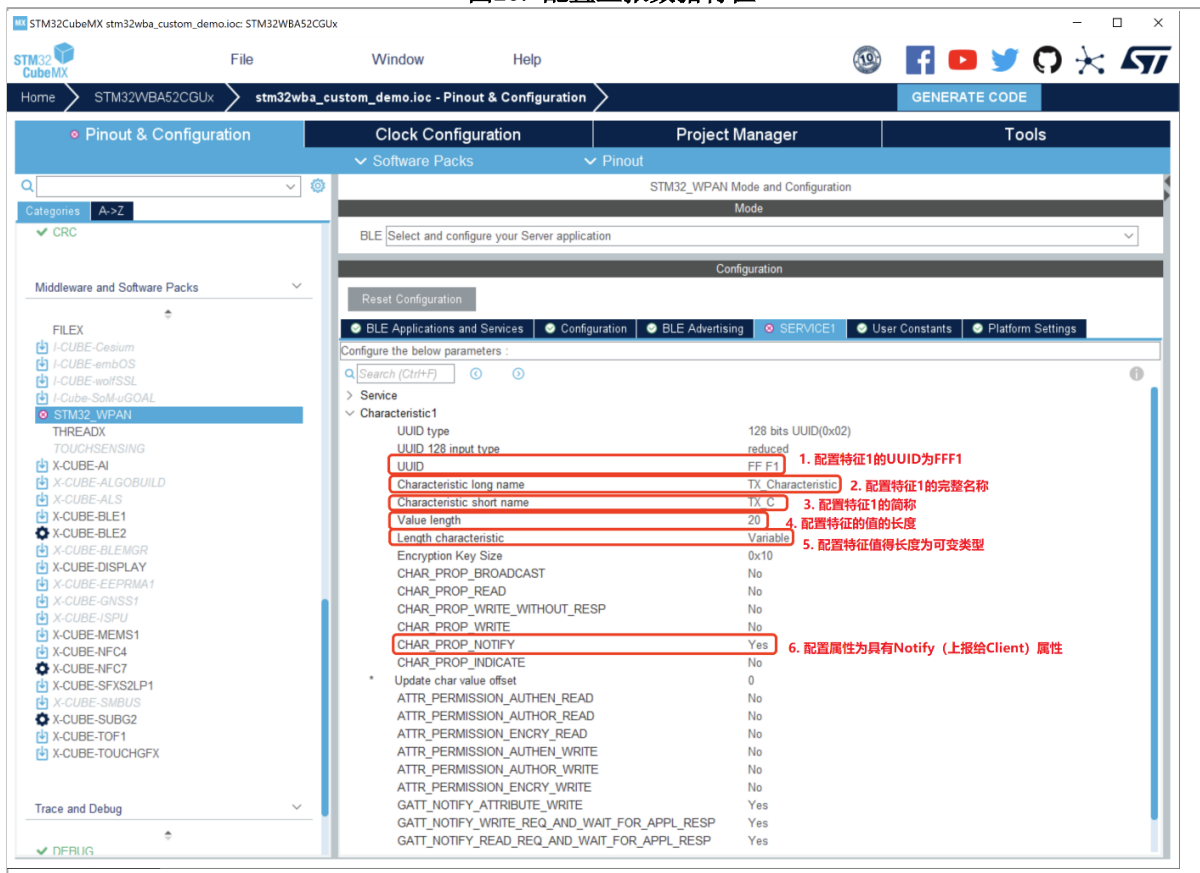 STM32CubeMX stm32wba_custom_demo.ioc: STM32WBA52CGUx
STM32 CubeMX
File Window Help
Home STM32WBA52CGUx stm32wba_custom_demo.ioc - Pinout & Configuration GENERATE CODE
Pinout & Configuration Clock Configuration Project Manager Tools
Software Packs Pinout
Categories A->Z
CRC
Middleware and Software Packs
FILEX
I-CUBE-Cesium
I-CUBE-embOS
I-CUBE-wolfSSL
I-Cube-SoM-uGOAL
STM32_WPAN
THREADX
TOUCHSENSING
X-CUBE-AI
X-CUBE-ALGOBUILD
X-CUBE-ALS
X-CUBE-BLE1
X-CUBE-BLE2
X-CUBE-BLEMGR
X-CUBE-DISPLAY
X-CUBE-EEPRMA1
X-CUBE-GNSS1
X-CUBE-ISPU
X-CUBE-MEMS1
X-CUBE-NFC4
X-CUBE-NFC7
X-CUBE-SFXS2LP1
X-CUBE-SMBUS
X-CUBE-SUBG2
X-CUBE-TOF1
X-CUBE-TOUCHGFX
Trace and Debug
DEBUG
STM32_WPAN Mode and Configuration
Mode
BLE Select and configure your Server application
Configuration
Reset Configuration
BLE Applications and Services Configuration BLE Advertising SERVICE1 User Constants Platform Settings
Configure the below parameters :
Search (Ctrl+F)
Service
Characteristic1
UUID type 128 bits UUID(0x02)
UUID 128 input type reduced
UUID FF F1 1. 配置特征1的UUID为FFF1
Characteristic long name TX_Characteristic 2. 配置特征1的完整名称
Characteristic short name TX_C 3. 配置特征1的简称
Value length 20 4. 配置特征的值的长度
Length characteristic Variable 5. 配置特征值得长度为可变类型
Encryption Key Size 0x10
CHAR_PROP_BROADCAST No
CHAR_PROP_READ No
CHAR_PROP_WRITE_WITHOUT_RESP No
CHAR_PROP_WRITE No
CHAR_PROP_NOTIFY Yes 6. 配置属性为具有Notify（上报给Client）属性
CHAR_PROP_INDICATE No
* Update char value offset 0
ATTR_PERMISSION_AUTHEN_READ No
ATTR_PERMISSION_AUTHOR_READ No
ATTR_PERMISSION_ENCRY_READ No
ATTR_PERMISSION_AUTHEN_WRITE No
ATTR_PERMISSION_AUTHOR_WRITE No
ATTR_PERMISSION_ENCRY_WRITE No
GATT_NOTIFY_ATTRIBUTE_WRITE Yes
GATT_NOTIFY_WRITE_REQ_AND_WAIT_FOR_APPL_RESP Yes
GATT_NOTIFY_READ_REQ_AND_WAIT_FOR_APPL_RESP Yes